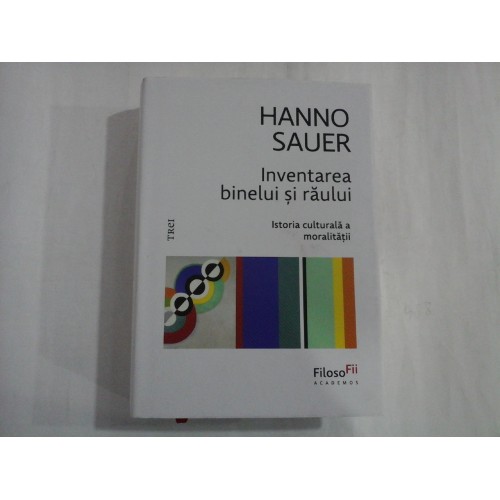 HANNO
SAUER
Inventarea
binelui și răului
Istoria culturală a
moralității
TREI
FilosoFii
ACADEMOS